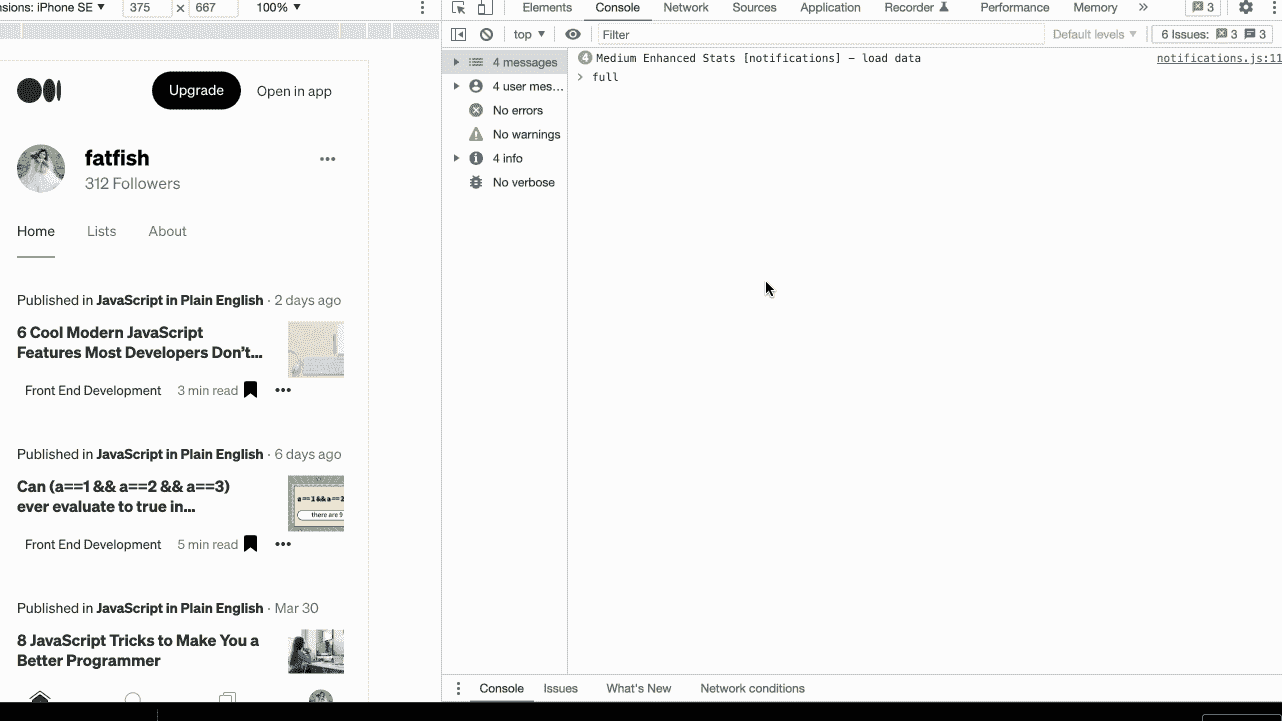 nsions: iPhone SE ▼ 375 × 667 100% ▼
Elements Console Network Sources Application Recorder Performance Memory » 3
top ▼ Filter Default levels ▼ 6 Issues: 3 3
Upgrade Open in app
fatfish
312 Followers
Home Lists About
Published in JavaScript in Plain English · 2 days ago
6 Cool Modern JavaScript
Features Most Developers Don’t...
Front End Development 3 min read
Published in JavaScript in Plain English · 6 days ago
Can (a==1 && a==2 && a==3)
ever evaluate to true in...
a==1 && a==2
there are 9
Front End Development 5 min read
Published in JavaScript in Plain English · Mar 30
8 JavaScript Tricks to Make You a
Better Programmer
4 messages
4 user mes...
No errors
No warnings
4 info
No verbose
4 Medium Enhanced Stats [notifications] – load data notifications.js:11
> full
Console Issues What's New Network conditions